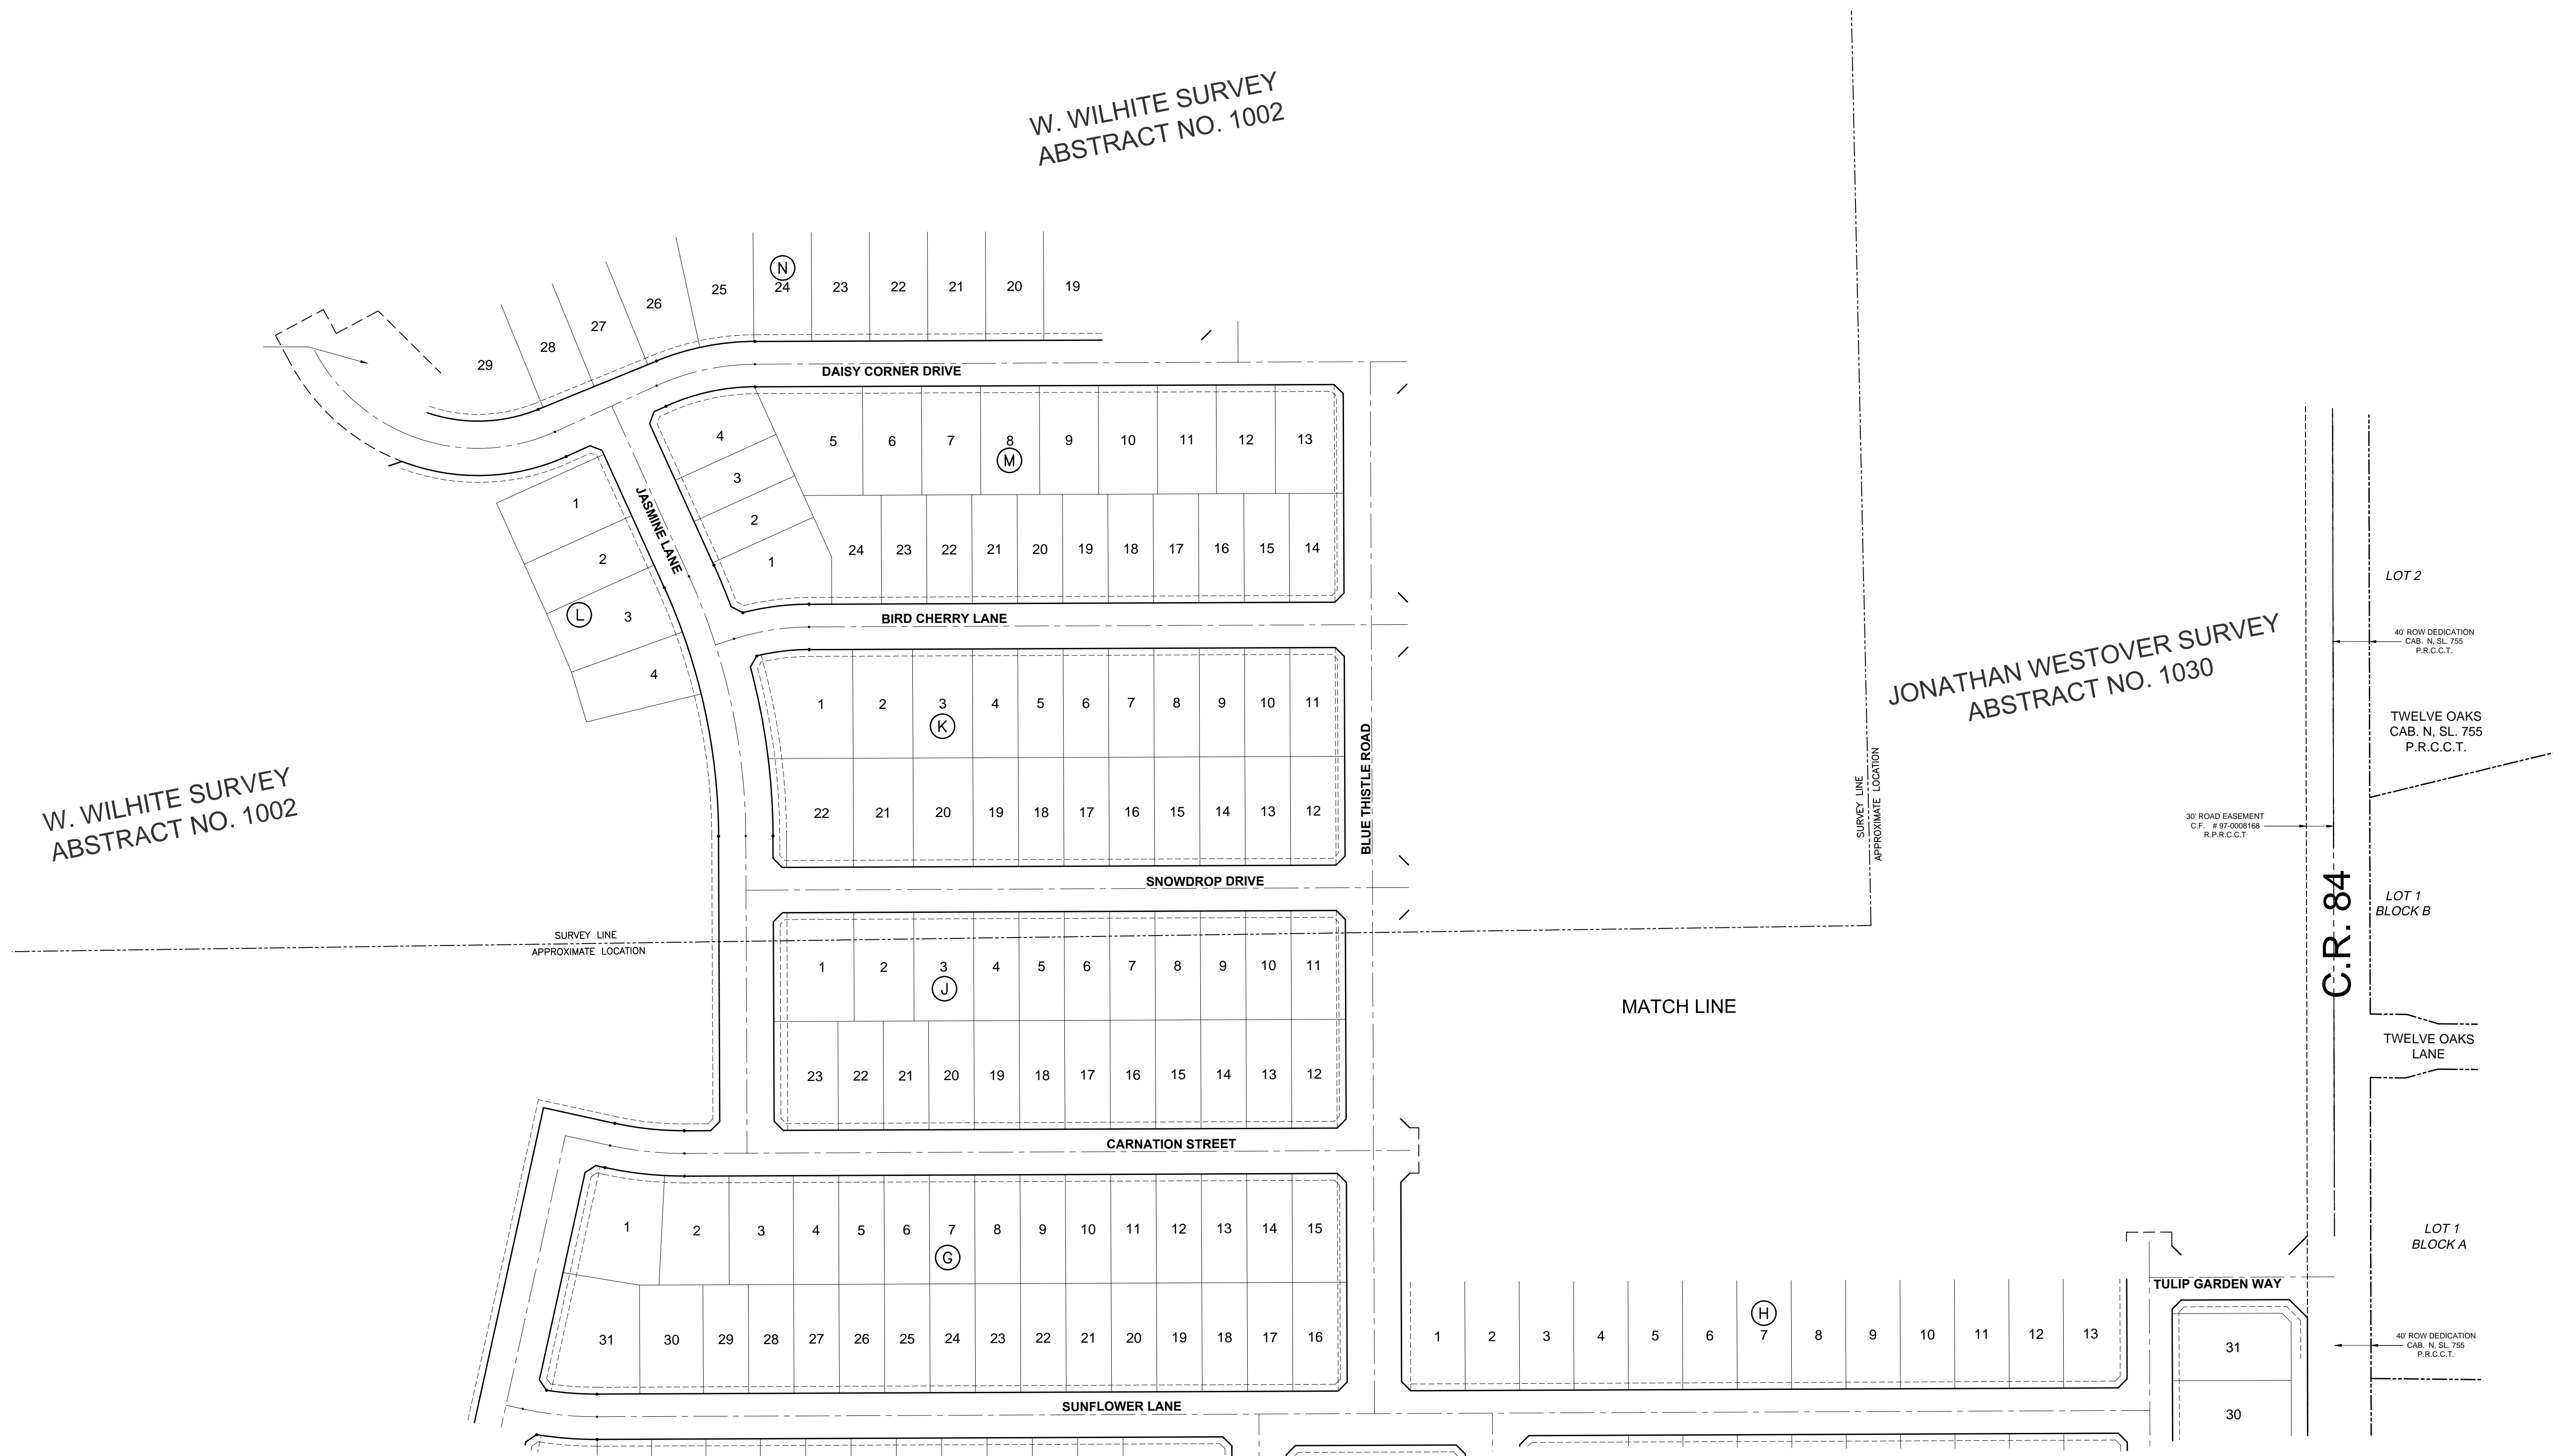 W. WILHITE SURVEY
ABSTRACT NO. 1002
N
29
28
27
26
25
24
23
22
21
20
19
DAISY CORNER DRIVE
4
3
2
1
5
6
7
8
9
10
11
12
13
M
24
23
22
21
20
19
18
17
16
15
14
JASMINE LANE
1
2
3
4
L
BIRD CHERRY LANE
1
2
3
4
5
6
7
8
9
10
11
K
22
21
20
19
18
17
16
15
14
13
12
BLUE THISTLE ROAD
SNOWDROP DRIVE
W. WILHITE SURVEY
ABSTRACT NO. 1002
SURVEY LINE
APPROXIMATE LOCATION
1
2
3
4
5
6
7
8
9
10
11
J
23
22
21
20
19
18
17
16
15
14
13
12
CARNATION STREET
1
2
3
4
5
6
7
8
9
10
11
12
13
14
15
G
31
30
29
28
27
26
25
24
23
22
21
20
19
18
17
16
SUNFLOWER LANE
H
1
2
3
4
5
6
7
8
9
10
11
12
13
MATCH LINE
SURVEY LINE
APPROXIMATE LOCATION
JONATHAN WESTOVER SURVEY
ABSTRACT NO. 1030
LOT 2
40' ROW DEDICATION
CAB. N, SL. 755
P.R.C.C.T.
TWELVE OAKS
CAB. N, SL. 755
P.R.C.C.T.
30' ROAD EASEMENT
C.F. # 97-0008168
R.P.R.C.C.T
C.R. 84
LOT 1
BLOCK B
TWELVE OAKS
LANE
LOT 1
BLOCK A
TULIP GARDEN WAY
31
30
40' ROW DEDICATION
CAB. N, SL. 755
P.R.C.C.T.